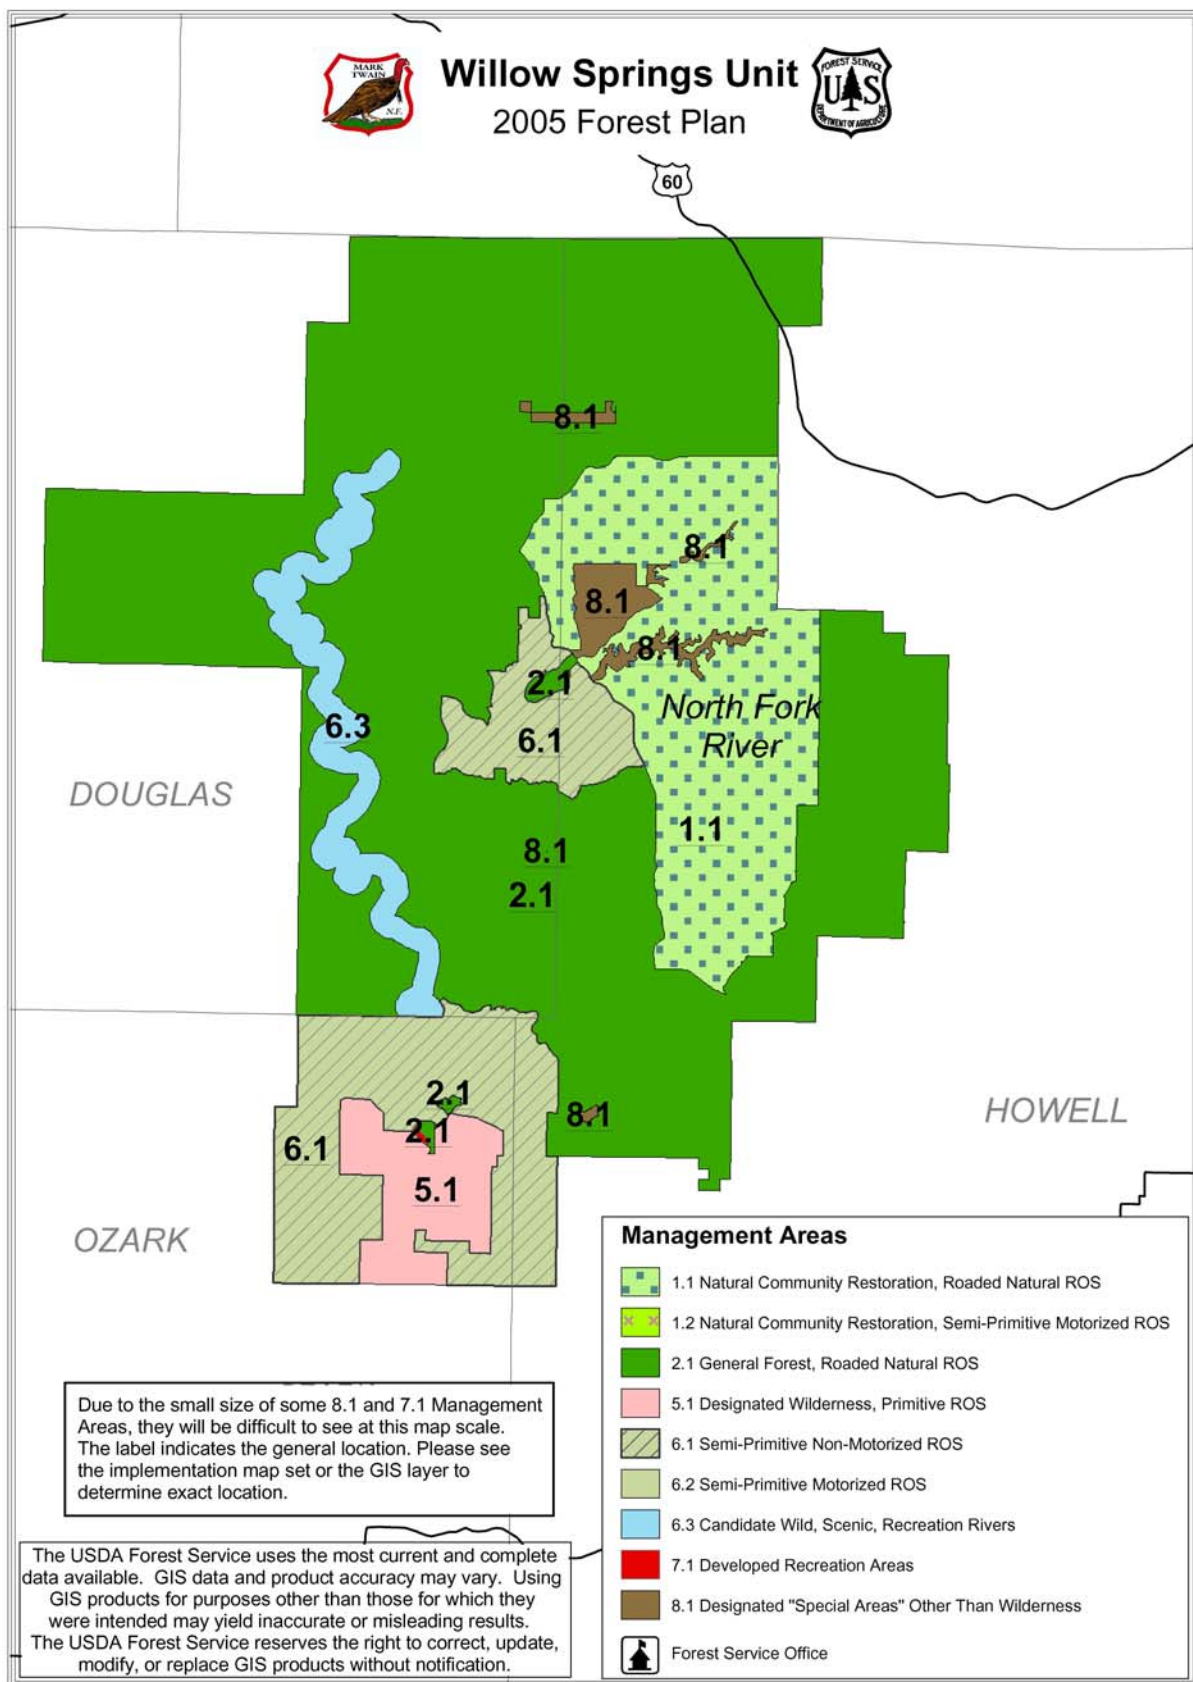 MARK
TWAIN
N.F.
Willow Springs Unit
2005 Forest Plan
FOREST SERVICE
US
DEPARTMENT OF AGRICULTURE
60
8.1
8.1
8.1
8.1
2.1
6.3
6.1
North Fork
River
DOUGLAS
1.1
8.1
2.1
2.1
8.1
HOWELL
2.1
6.1
5.1
OZARK
Management Areas
1.1 Natural Community Restoration, Roaded Natural ROS
1.2 Natural Community Restoration, Semi-Primitive Motorized ROS
2.1 General Forest, Roaded Natural ROS
5.1 Designated Wilderness, Primitive ROS
6.1 Semi-Primitive Non-Motorized ROS
6.2 Semi-Primitive Motorized ROS
6.3 Candidate Wild, Scenic, Recreation Rivers
7.1 Developed Recreation Areas
8.1 Designated "Special Areas" Other Than Wilderness
Forest Service Office
Due to the small size of some 8.1 and 7.1 Management
Areas, they will be difficult to see at this map scale.
The label indicates the general location. Please see
the implementation map set or the GIS layer to
determine exact location.
The USDA Forest Service uses the most current and complete
data available. GIS data and product accuracy may vary. Using
GIS products for purposes other than those for which they
were intended may yield inaccurate or misleading results.
The USDA Forest Service reserves the right to correct, update,
modify, or replace GIS products without notification.